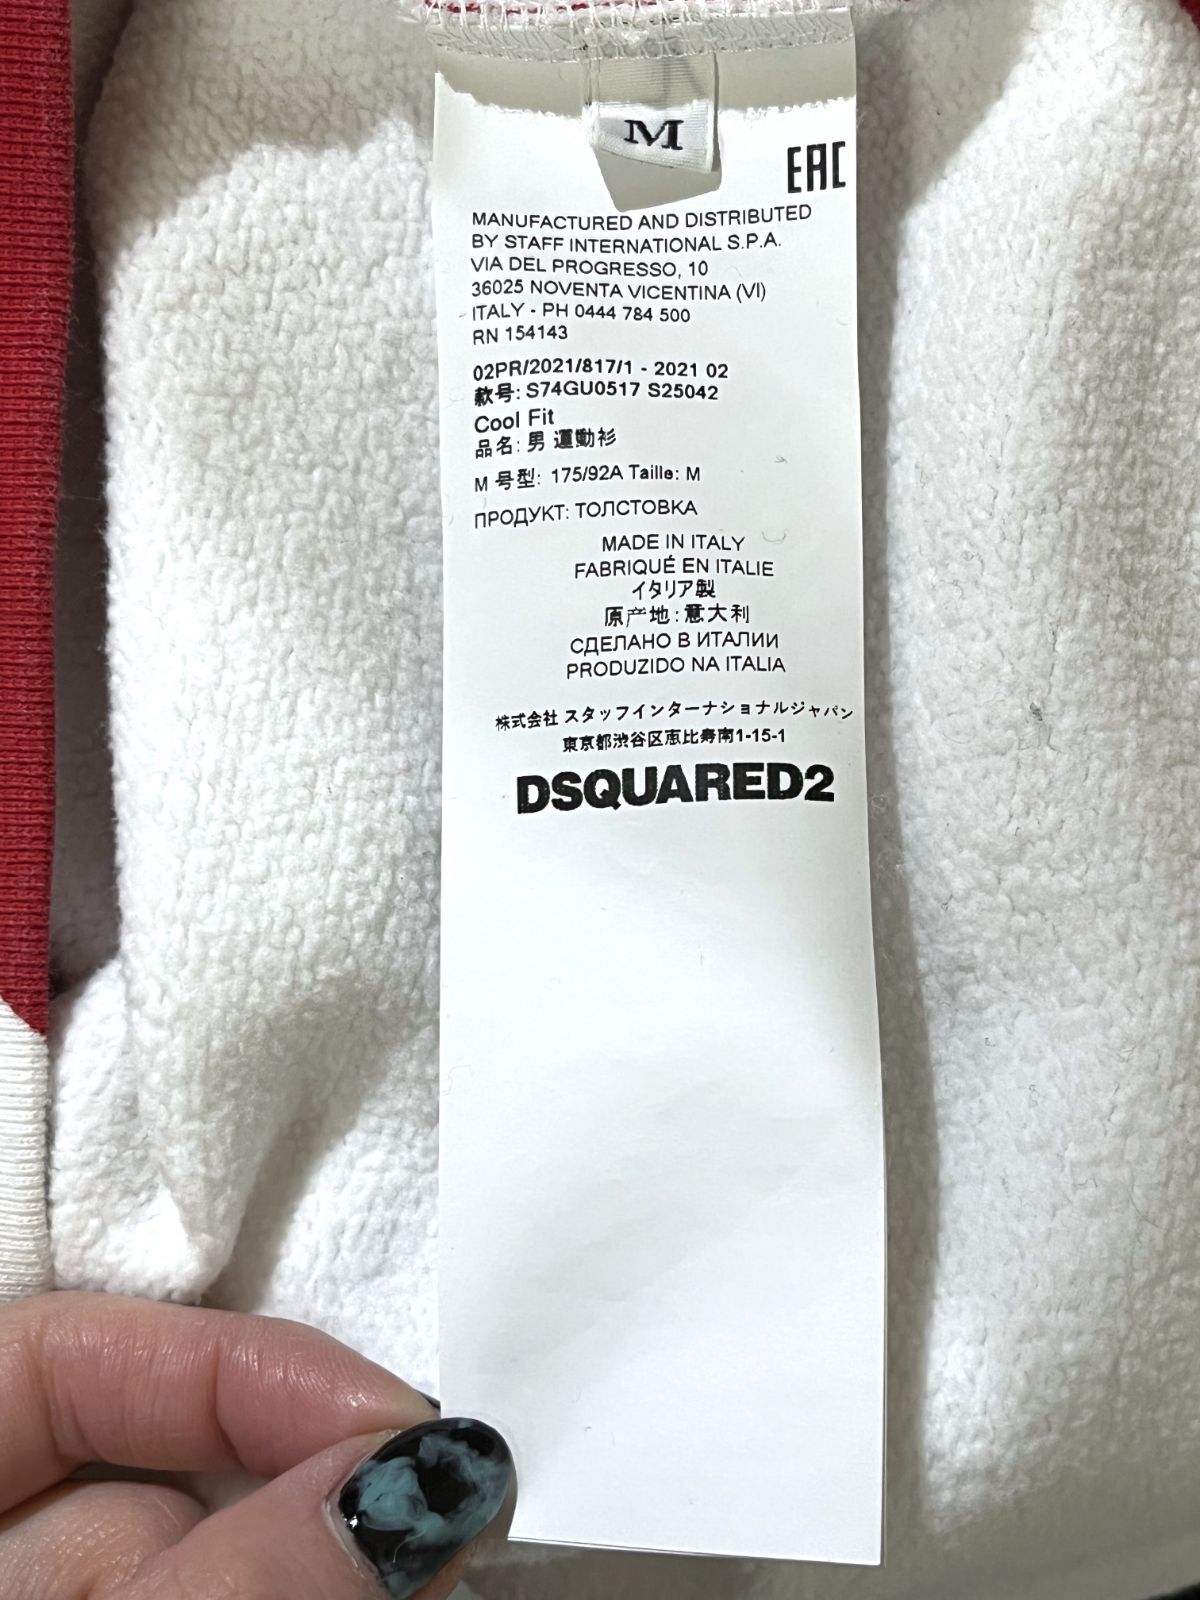 M
EAC
MANUFACTURED AND DISTRIBUTED
BY STAFF INTERNATIONAL S.P.A.
VIA DEL PROGRESSO, 10
36025 NOVENTA VICENTINA (VI)
ITALY - PH 0444 784 500
RN 154143
02PR/2021/817/1 - 2021 02
款号: S74GU0517 S25042
Cool Fit
品名: 男 運動衫
M 号型: 175/92A Taille: M
ПРОДУКТ: ТОЛСТОВКА
MADE IN ITALY
FABRIQUÉ EN ITALIE
イタリア製
原产地: 意大利
СДЕЛАНО В ИТАЛИИ
PRODUZIDO NA ITALIA
株式会社 スタッフインターナショナルジャパン
東京都渋谷区恵比寿南1-15-1
DSQUARED2